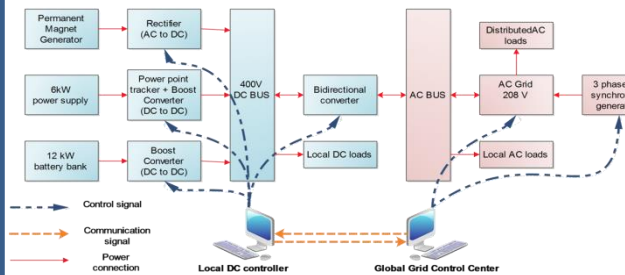 Permanent
Magnet
Generator
Rectifier
(AC to DC)
6kW
power supply
Power point
tracker + Boost
Converter
(DC to DC)
12 kW
battery bank
Boost
Converter
(DC to DC)
400V
DC BUS
Bidirectional
converter
Local DC loads
AC BUS
DistributedAC
loads
AC Grid
208 V
Local AC loads
3 phase
synchro
generat
Control signal
Communication
signal
Power
connection
Local DC controller
Global Grid Control Center